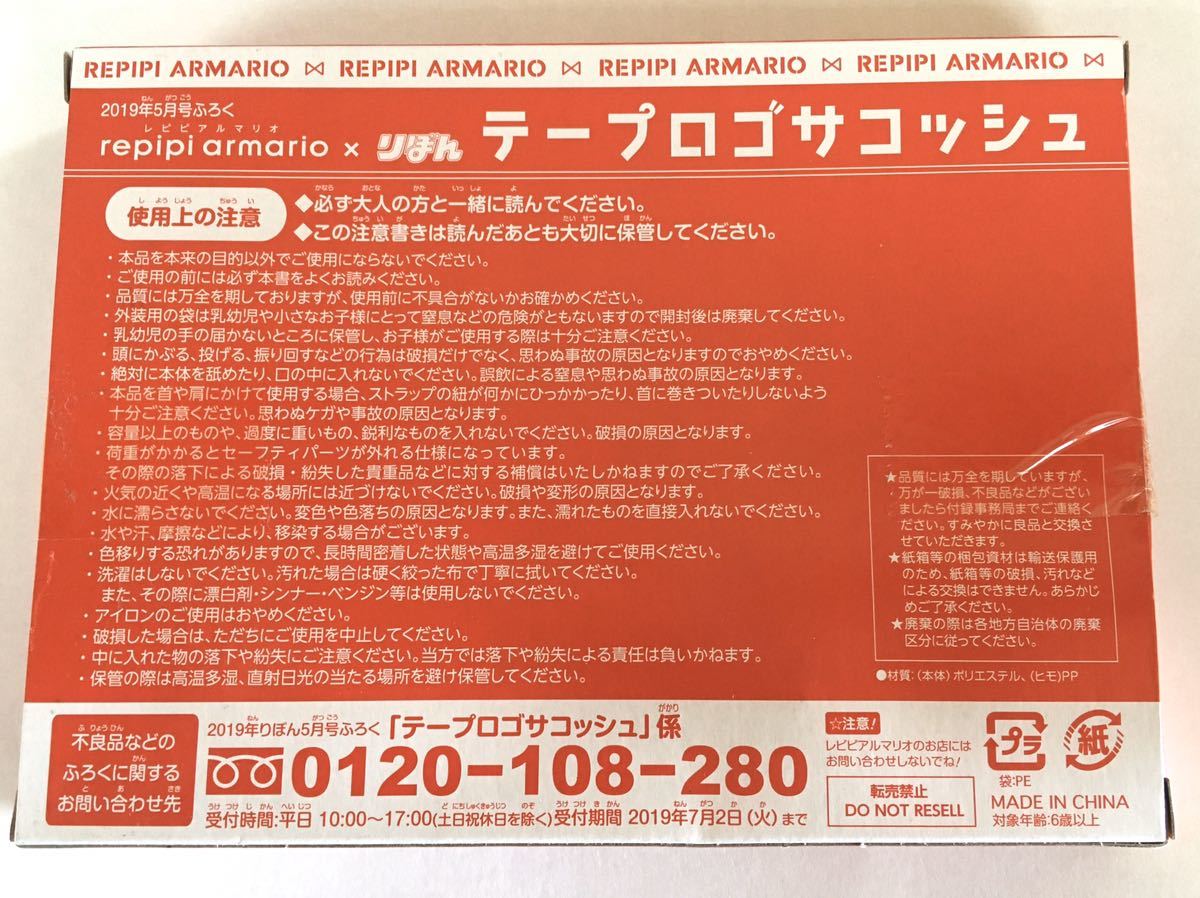 REPIPI ARMARIO ⋈ REPIPI ARMARIO ⋈ REPIPI ARMARIO ⋈ REPIPI ARMARIO ⋈
2019年5月号ふろく
repipi armario × りぼん テープロゴサコッシュ
使用上の注意
◆必ず大人の方と一緒に読んでください。
◆この注意書きは読んだあとも大切に保管してください。
・本品を本来の目的以外でご使用にならないでください。
・ご使用の前には必ず本書をよくお読みください。
・品質には万全を期しておりますが、使用前に不具合がないかお確かめください。
・外装用の袋は乳幼児や小さなお子様にとって窒息などの危険がともないますので開封後は廃棄してください。
・乳幼児の手の届かないところに保管し、お子様がご使用する際は十分ご注意ください。
・頭にかぶる、投げる、振り回すなどの行為は破損だけでなく、思わぬ事故の原因となりますのでおやめください。
・絶対に本体を舐めたり、口の中に入れないでください。誤飲による窒息や思わぬ事故の原因となります。
・本品を首や肩にかけて使用する場合、ストラップの紐が何かにひっかかったり、首に巻きついたりしないよう
十分ご注意ください。思わぬケガや事故の原因となります。
・容量以上のものや、過度に重いもの、鋭利なものを入れないでください。破損の原因となります。
・荷重がかかるとセーフティパーツが外れる仕様になっています。
その際の落下による破損・紛失した貴重品などに対する補償はいたしかねますのでご了承ください。
・火気の近くや高温になる場所には近づけないでください。破損や変形の原因となります。
・水に濡らさないでください。変色や色落ちの原因となります。また、濡れたものを直接入れないでください。
・水や汗、摩擦などにより、移染する場合がございます。
・色移りする恐れがありますので、長時間密着した状態や高温多湿を避けてご使用ください。
・洗濯はしないでください。汚れた場合は硬く絞った布で丁寧に拭いてください。
また、その際に漂白剤・シンナー・ベンジン等は使用しないでください。
・アイロンのご使用はおやめください。
・破損した場合は、ただちにご使用を中止してください。
・中に入れた物の落下や紛失にご注意ください。当方では落下や紛失による責任は負いかねます。
・保管の際は高温多湿、直射日光の当たる場所を避け保管してください。
★品質には万全を期していますが、
万が一破損、不良品などがござい
ましたら付録事務局までご連絡く
ださい。すみやかに良品と交換さ
せていただきます。
★紙箱等の梱包資材は輸送保護用
のため、紙箱等の破損、汚れなど
による交換はできません。あらかじ
めご了承ください。
★廃棄の際は各地方自治体の廃棄
区分に従ってください。
●材質:(本体)ポリエステル、(ヒモ)PP
不良品などの
ふろくに関する
お問い合わせ先
2019年りぼん5月号ふろく「テープロゴサコッシュ」係
0120-108-280
受付時間:平日 10:00〜17:00(土日祝休日を除く)受付期間 2019年7月2日(火)まで
☆注意!
レピピアルマリオのお店には
お問い合わせしないでね!
転売禁止
DO NOT RESELL
プラ
紙
袋:PE
MADE IN CHINA
対象年齢:6歳以上